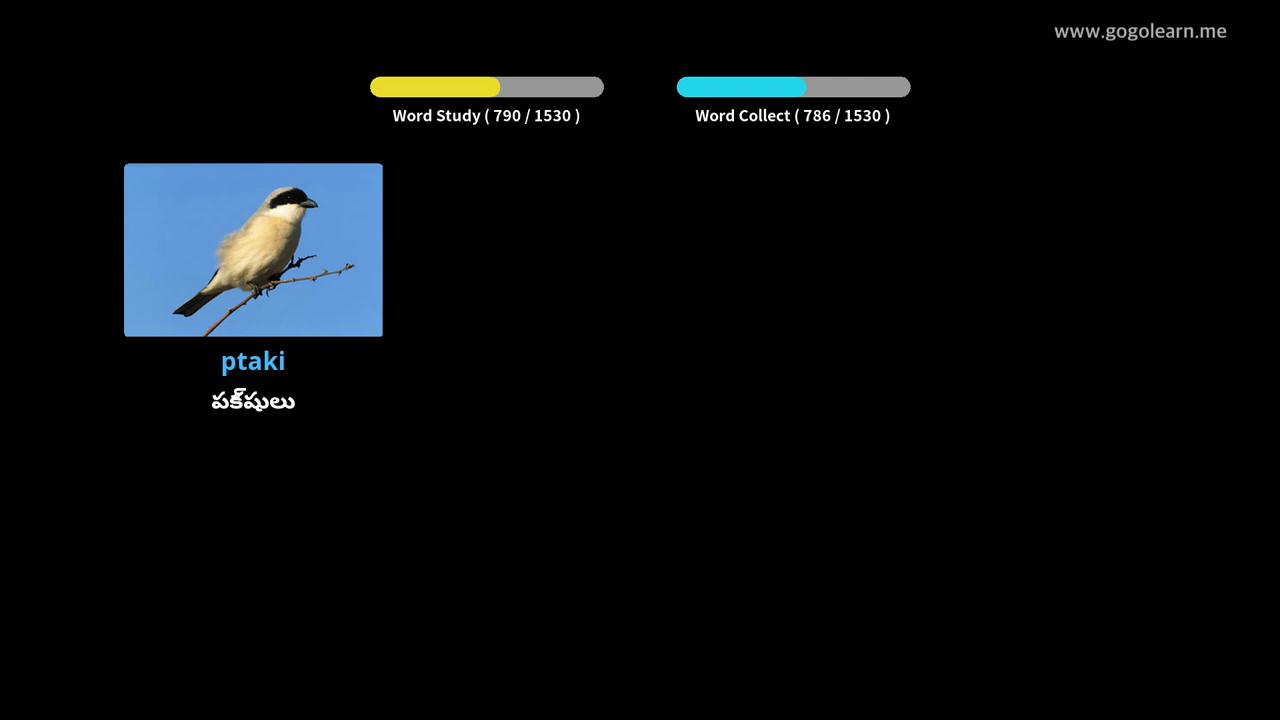 www.gogolearn.me
Word Study ( 790 / 1530 )
Word Collect ( 786 / 1530 )
ptaki
పక్‌షులు